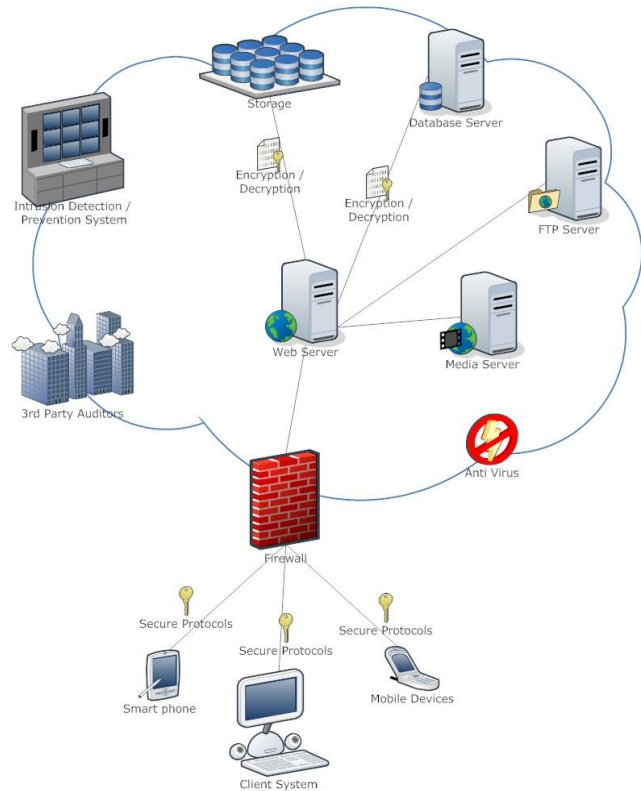 Storage
Database Server
Encryption /
Decryption
Encryption /
Decryption
Intrusion Detection /
Prevention System
FTP Server
Web Server
Media Server
3rd Party Auditors
Anti Virus
Firewall
Secure Protocols
Secure Protocols
Secure Protocols
Smart phone
Mobile Devices
Client System